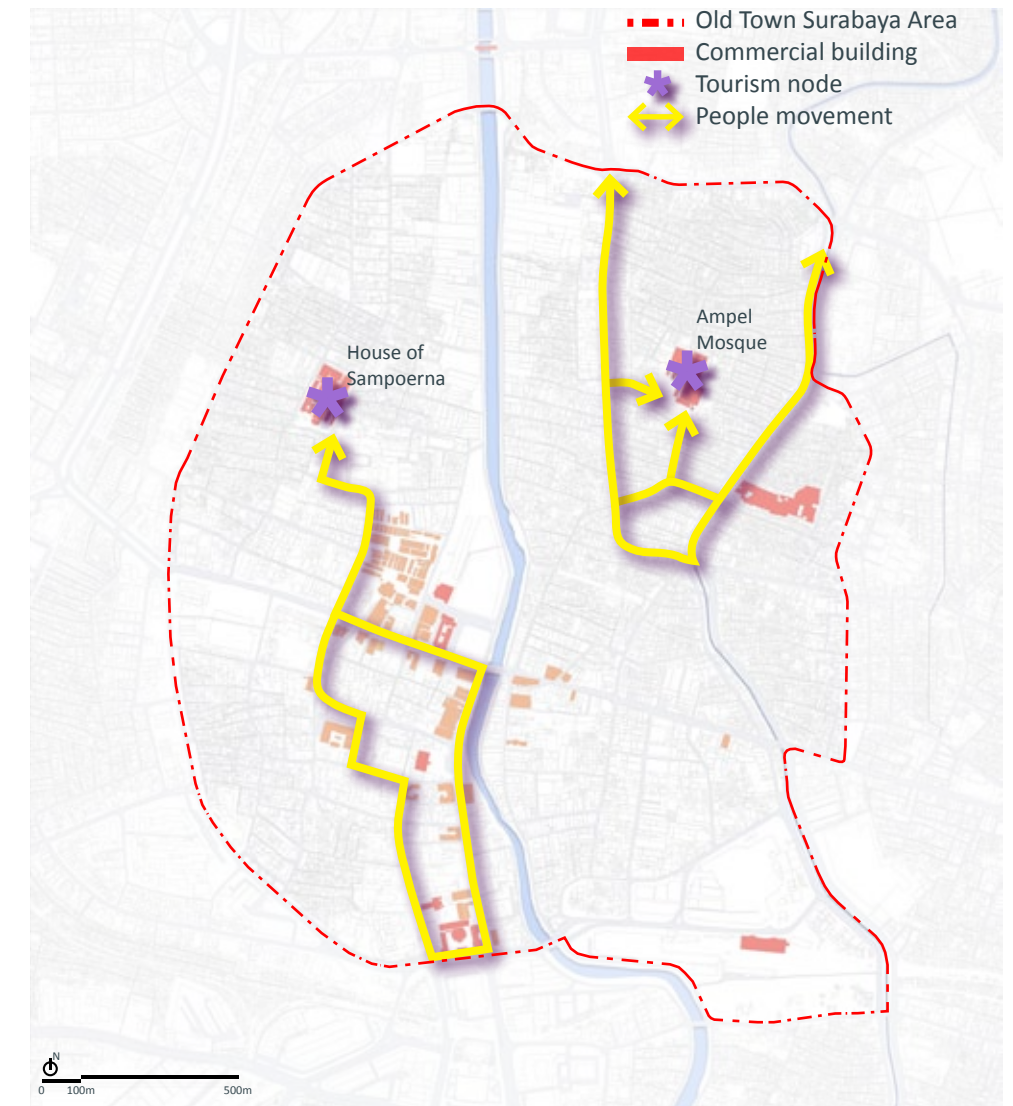 Old Town Surabaya Area
Commercial building
Tourism node
People movement
Ampel
Mosque
House of
Sampoerna
N
0 100m 500m